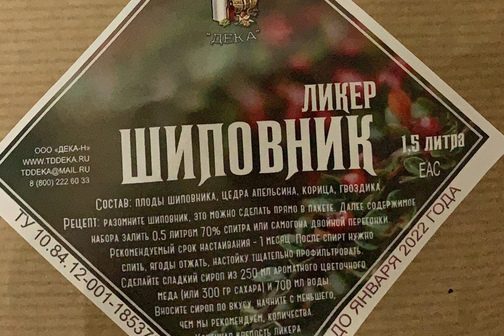 "ДЕКА"
ЛИКЕР
ШИПОВНИК
1,5 литра
ЕАС
ООО «ДЕКА-Н»
WWW.TDDEKA.RU
TDDEKA@MAIL.RU
8 (800) 222 60 33
Состав: плоды шиповника, цедра апельсина, корица, гвоздика.
Рецепт: разомните шиповник, это можно сделать прямо в пакете. Далее содержимое
набора залить 0,5 литром 70% спитра или самогона двойной перегонки.
Рекомендуемый срок настаивания - 1 месяц. После спирт нужно
слить, ягоды отжать, настойку тщательно профильтровать.
Сделайте сладкий сироп из 250 мл ароматного цветочного
меда (или 300 гр сахара) и 700 мл воды.
Вносите сироп по вкусу, начните с меньшего,
чем мы рекомендуем, количества
крепость ликера
ТУ 10.84.12-001-18537
ДО ЯНВАРЯ 2022 ГОДА